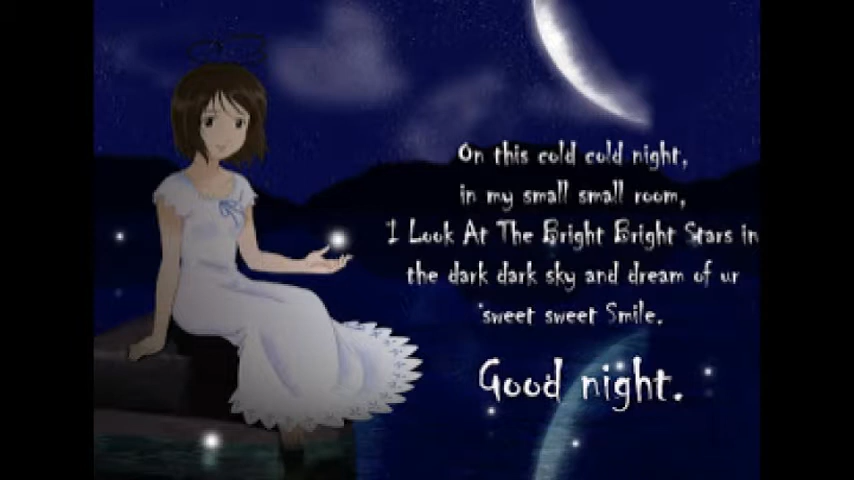 On this cold cold night,
in my small small room,
I Look At The Bright Bright Stars in
the dark dark sky and dream of ur
sweet sweet Smile.
Good night.